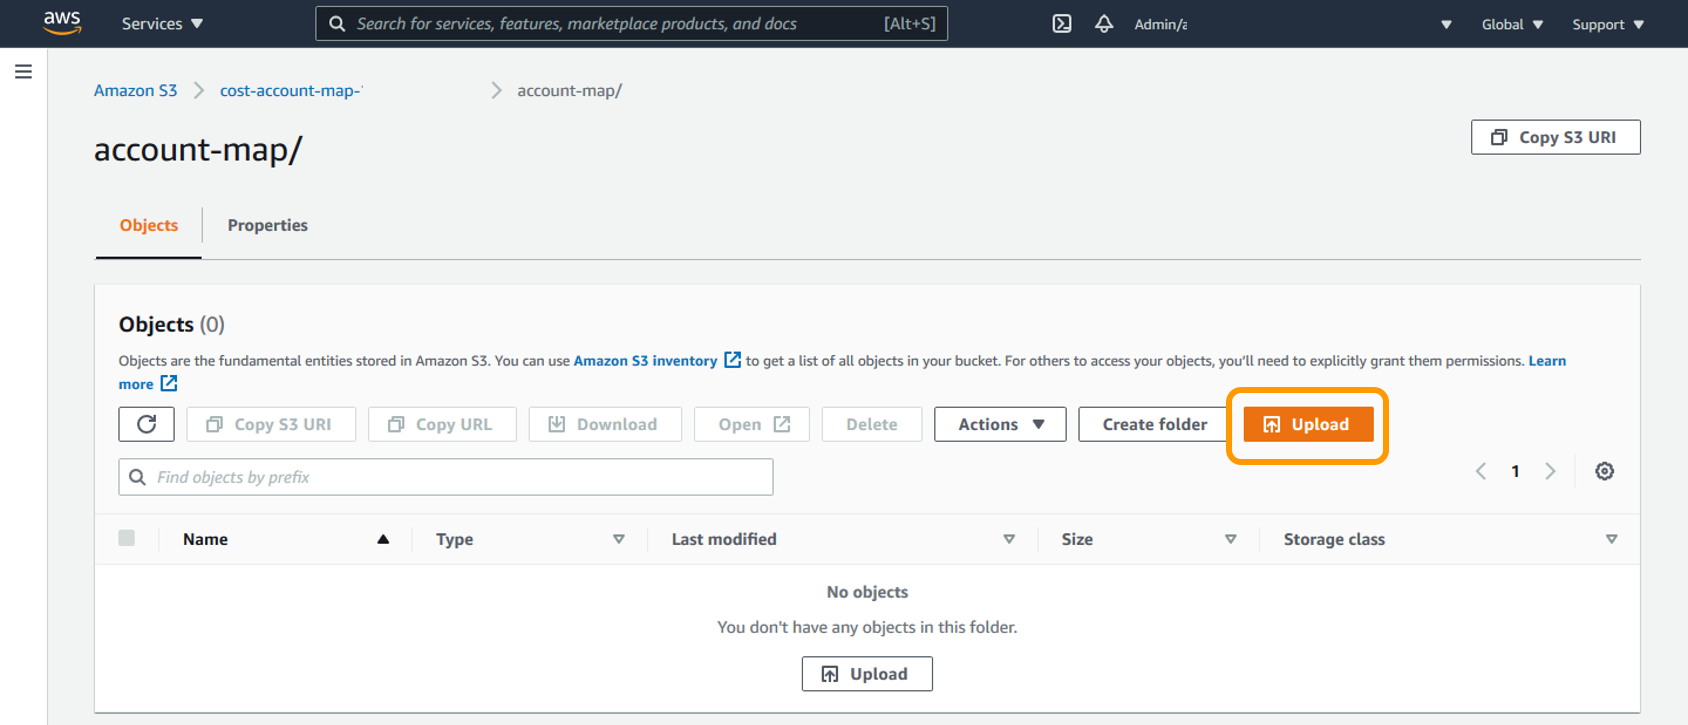 aws Services Search for services, features, marketplace products, and docs [Alt+S] Admin/a Global Support
Amazon S3 cost-account-map- account-map/
account-map/
Copy S3 URI
Objects Properties
Objects (0)
Objects are the fundamental entities stored in Amazon S3. You can use Amazon S3 inventory to get a list of all objects in your bucket. For others to access your objects, you'll need to explicitly grant them permissions. Learn
more
Copy S3 URI Copy URL Download Open Delete Actions Create folder Upload
Find objects by prefix
1
Name Type Last modified Size Storage class
No objects
You don't have any objects in this folder.
Upload